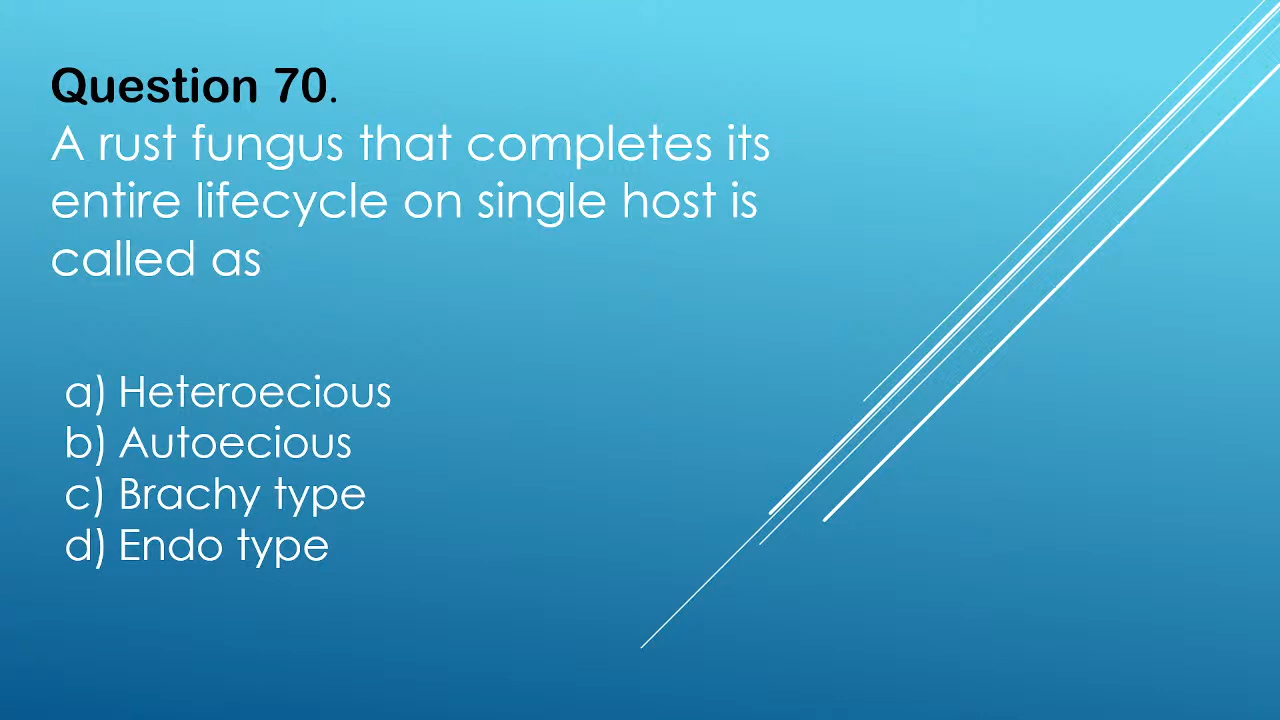 Question 70.
A rust fungus that completes its
entire lifecycle on single host is
called as
a) Heteroecious
b) Autoecious
c) Brachy type
d) Endo type